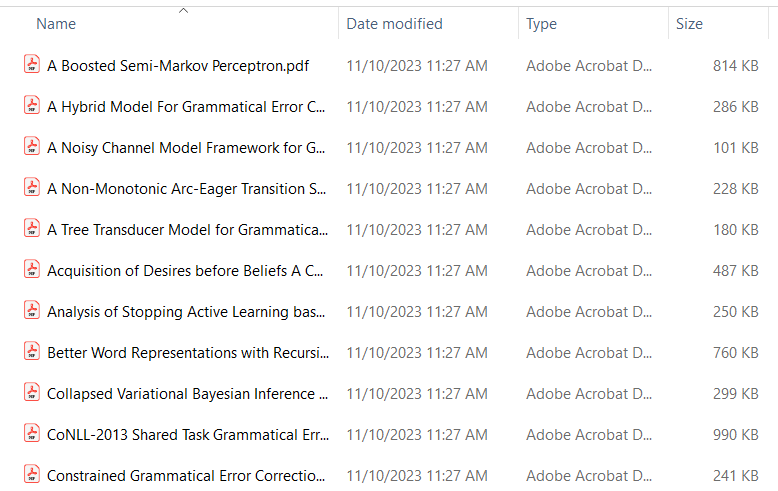 Name Date modified Type Size
A Boosted Semi-Markov Perceptron.pdf 11/10/2023 11:27 AM Adobe Acrobat D... 814 KB
A Hybrid Model For Grammatical Error C... 11/10/2023 11:27 AM Adobe Acrobat D... 286 KB
A Noisy Channel Model Framework for G... 11/10/2023 11:27 AM Adobe Acrobat D... 101 KB
A Non-Monotonic Arc-Eager Transition S... 11/10/2023 11:27 AM Adobe Acrobat D... 228 KB
A Tree Transducer Model for Grammatica... 11/10/2023 11:27 AM Adobe Acrobat D... 180 KB
Acquisition of Desires before Beliefs A C... 11/10/2023 11:27 AM Adobe Acrobat D... 487 KB
Analysis of Stopping Active Learning bas... 11/10/2023 11:27 AM Adobe Acrobat D... 250 KB
Better Word Representations with Recursi... 11/10/2023 11:27 AM Adobe Acrobat D... 760 KB
Collapsed Variational Bayesian Inference ... 11/10/2023 11:27 AM Adobe Acrobat D... 299 KB
CoNLL-2013 Shared Task Grammatical Err... 11/10/2023 11:27 AM Adobe Acrobat D... 990 KB
Constrained Grammatical Error Correctio... 11/10/2023 11:27 AM Adobe Acrobat D... 241 KB